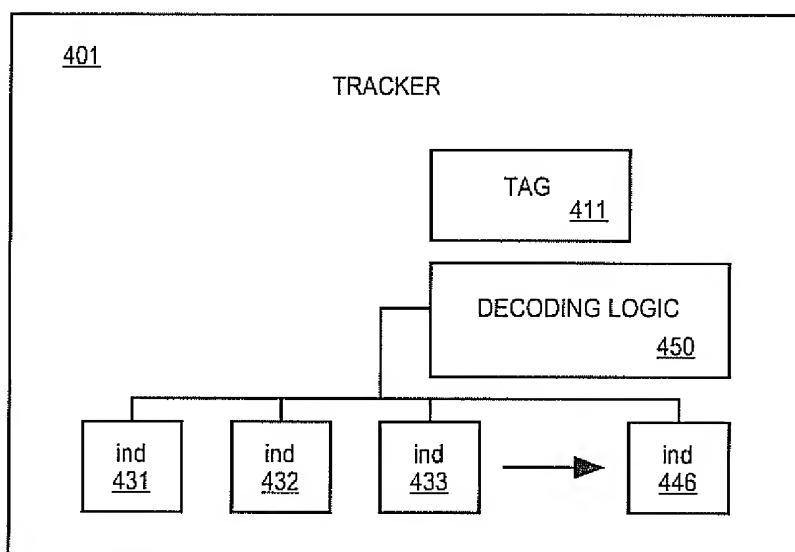 401
TRACKER
TAG
411
DECODING LOGIC
450
ind
431
ind
432
ind
433
ind
446